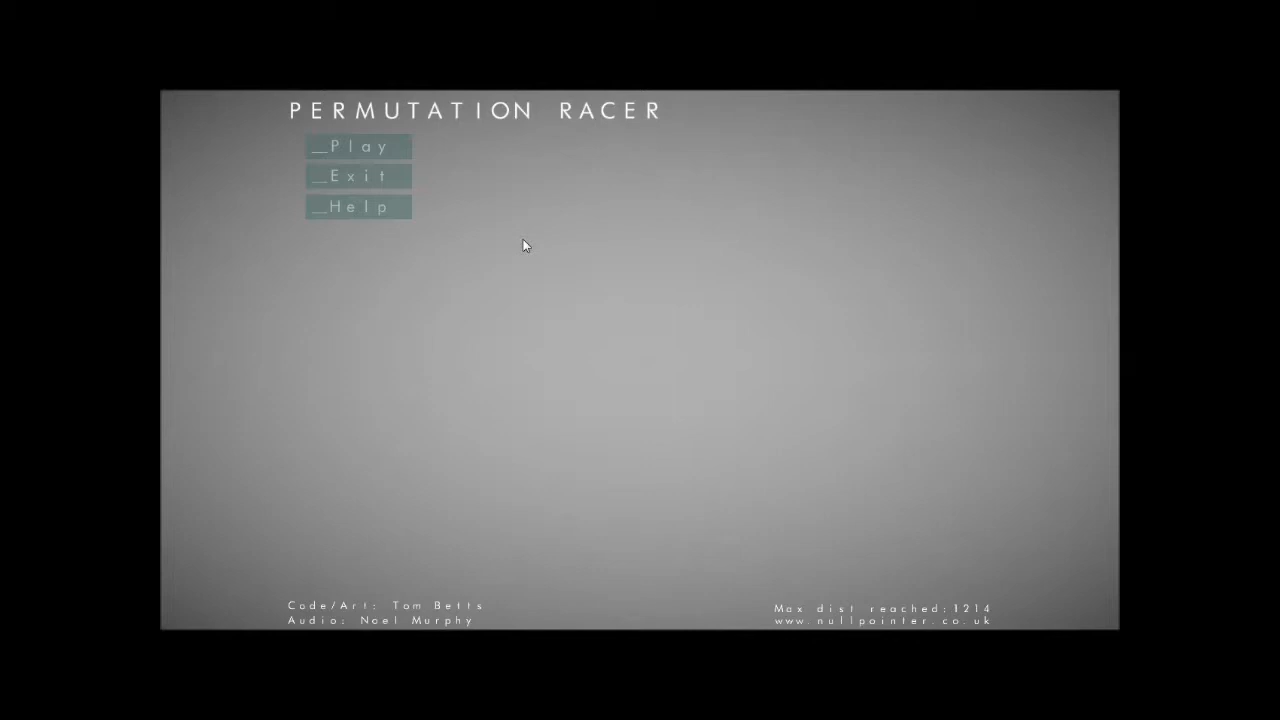 PERMUTATION RACER
__Play
__Exit
__Help
Code/Art: Tom Betts
Audio: Noel Murphy
Max dist reached:1214
www.nullpointer.co.uk